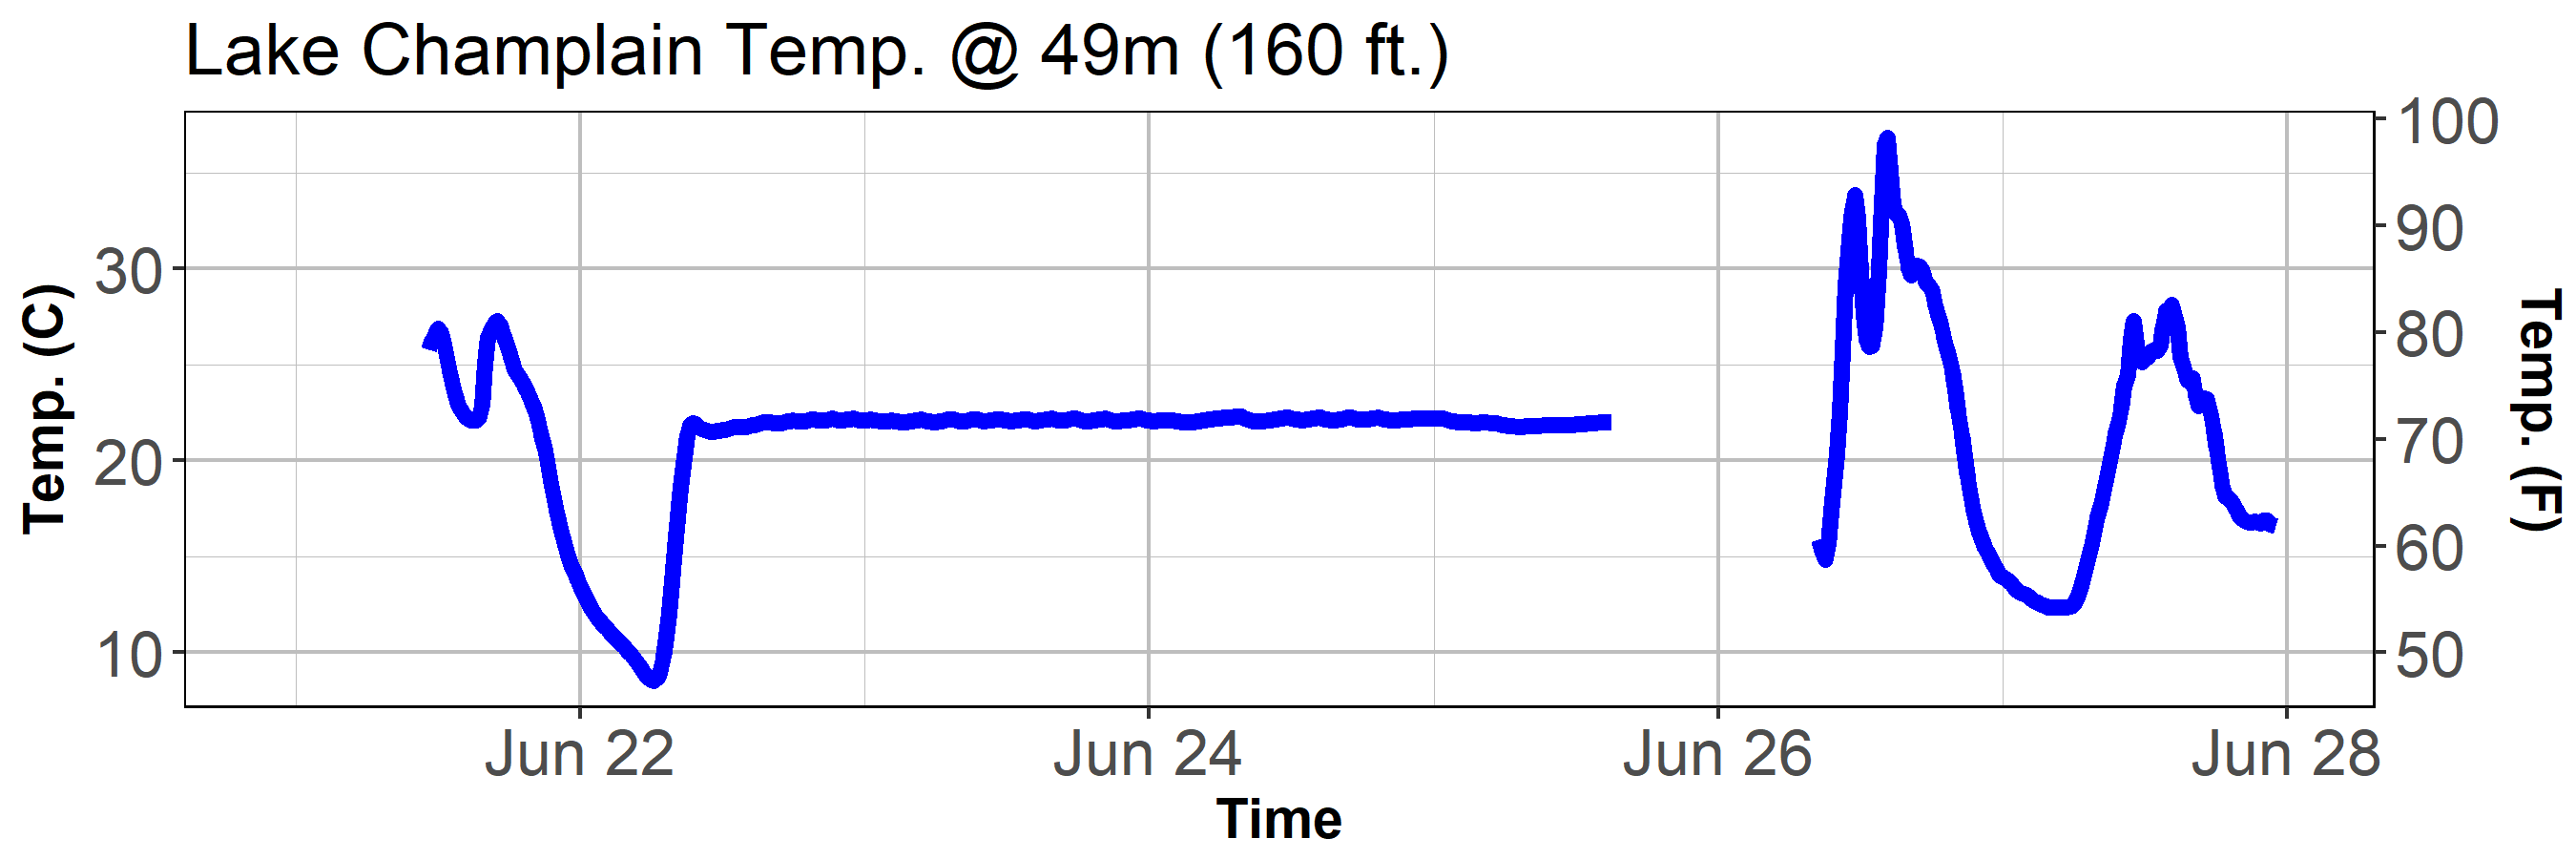 Lake Champlain Temp. @ 49m (160 ft.)
Temp. (C)
30
20
10
100
90
80
70
60
50
Temp. (F)
Jun 22
Jun 24
Jun 26
Jun 28
Time